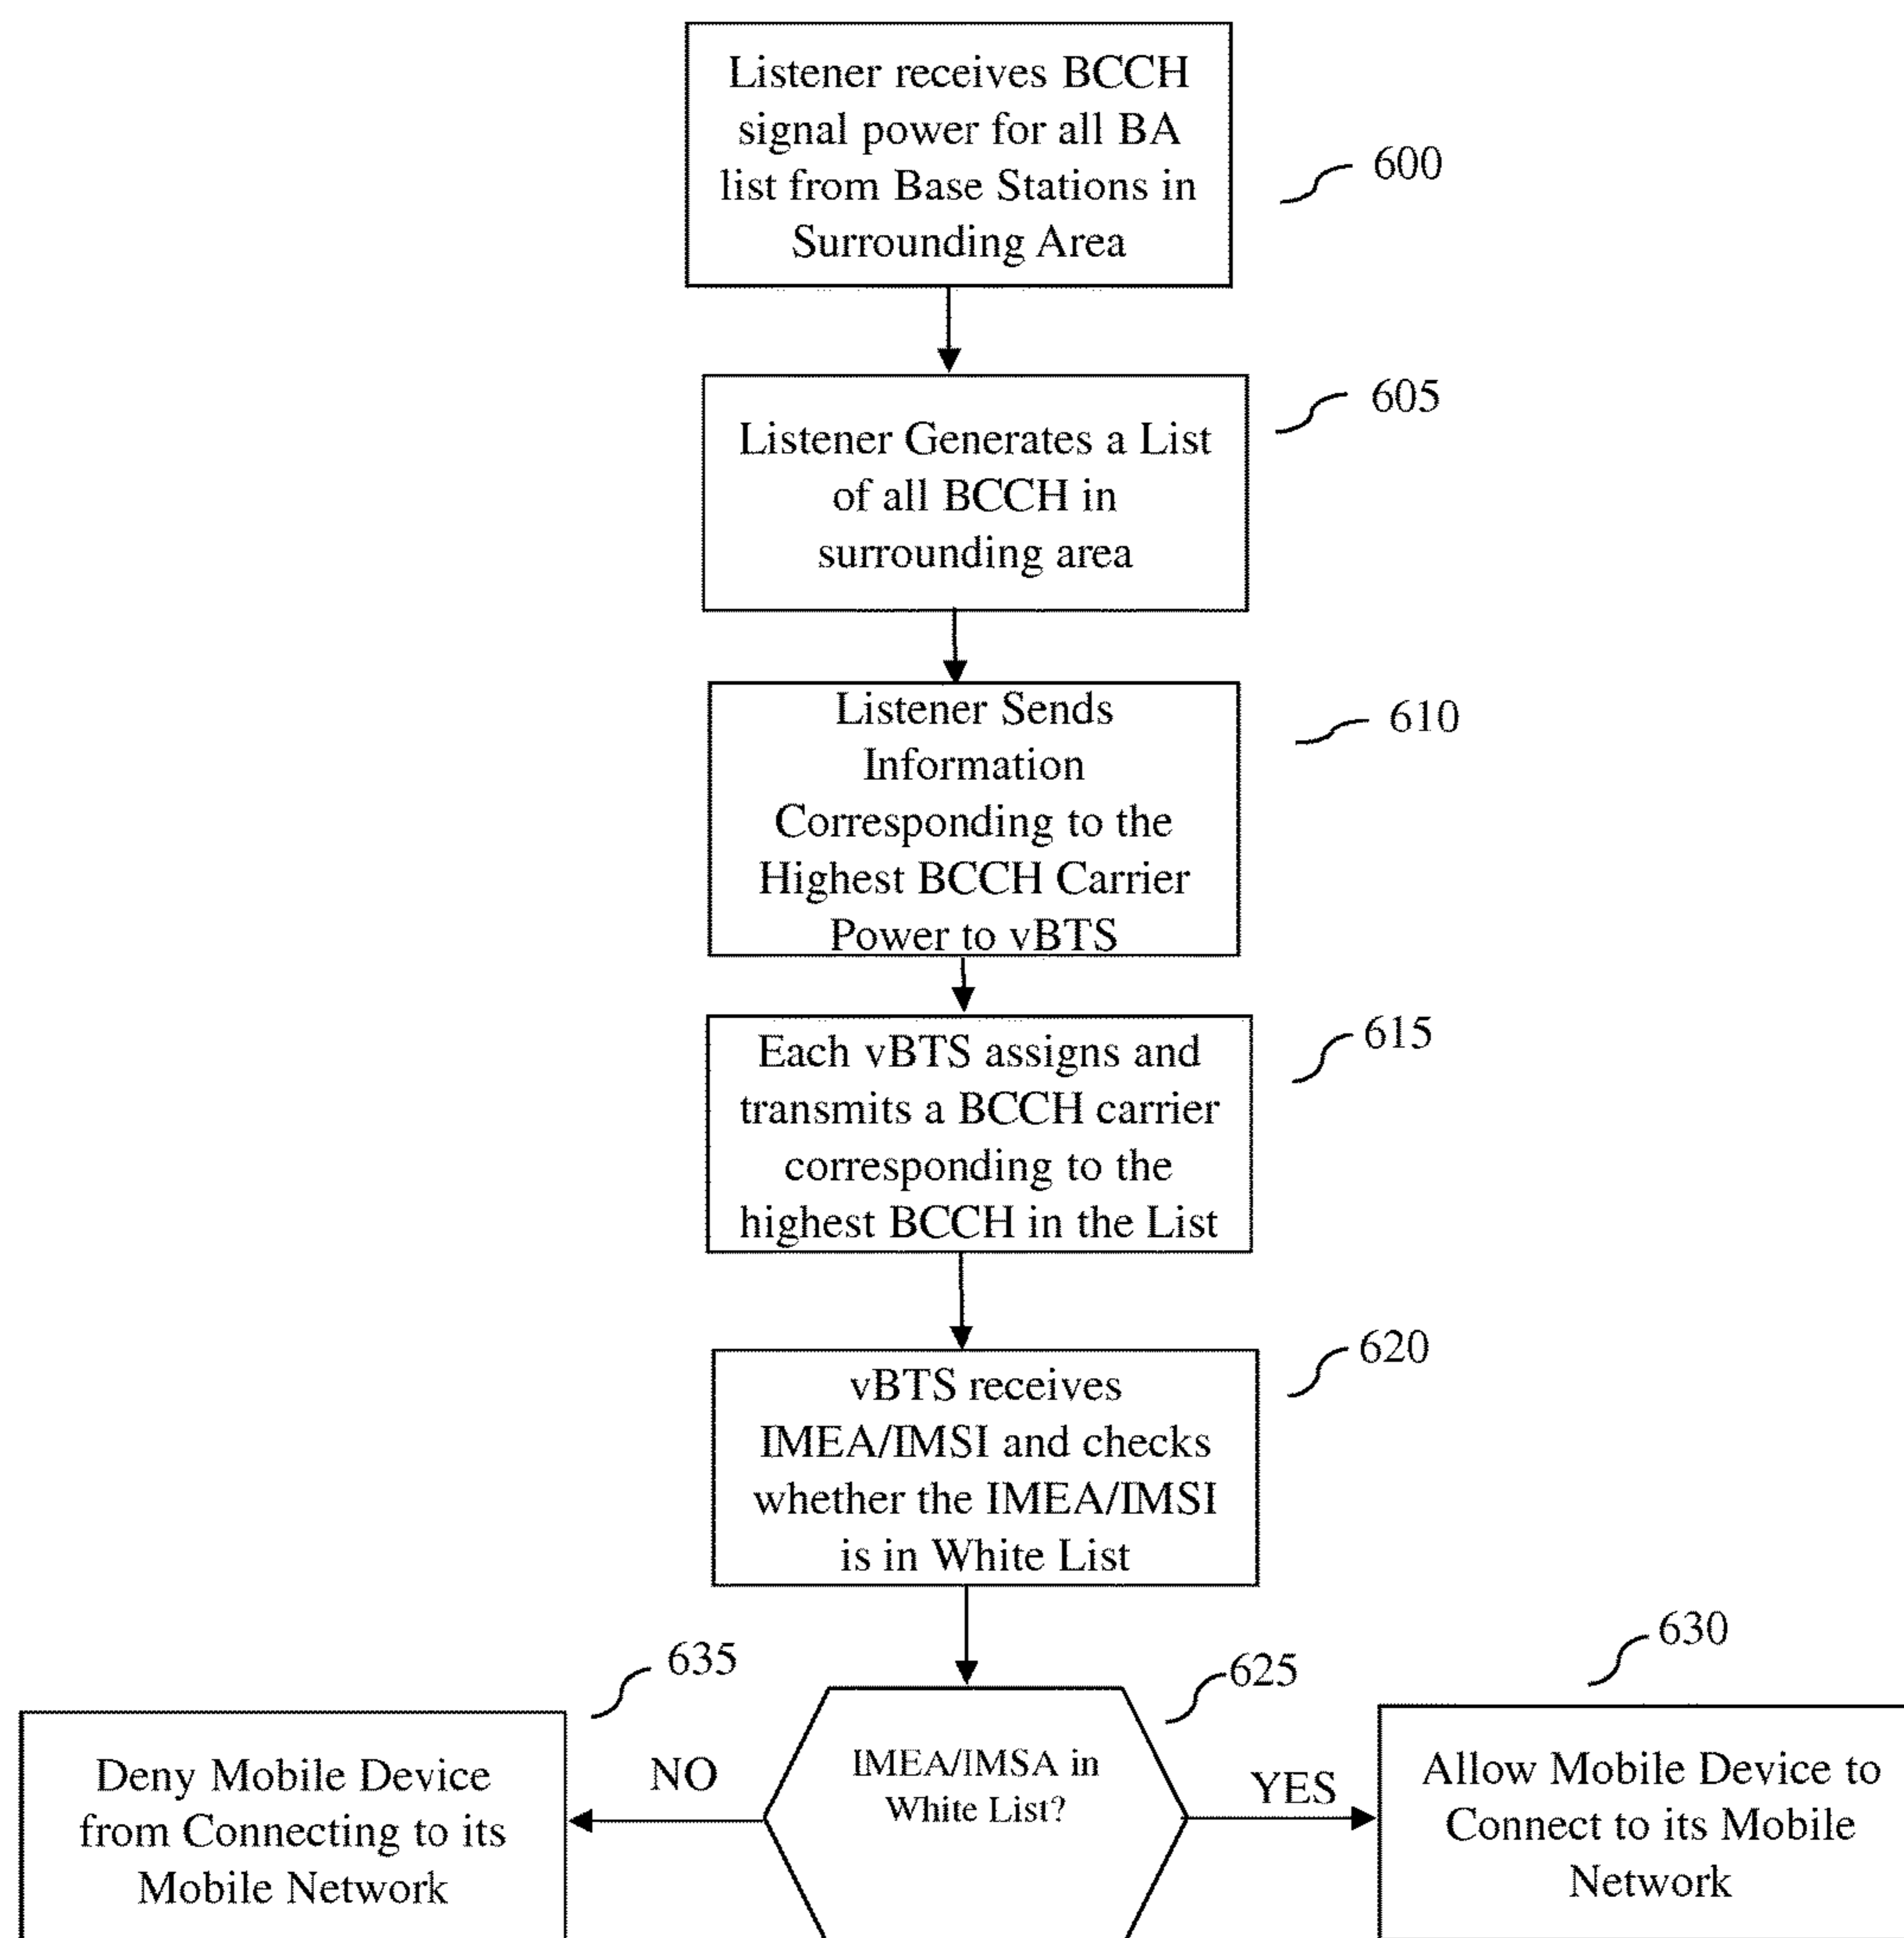 Listener receives BCCH
signal power for all BA
list from Base Stations in
Surrounding Area
600
Listener Generates a List
of all BCCH in
surrounding area
605
Listener Sends
Information
Corresponding to the
Highest BCCH Carrier
Power to vBTS
610
Each vBTS assigns and
transmits a BCCH carrier
corresponding to the
highest BCCH in the List
615
vBTS receives
IMEA/IMSI and checks
whether the IMEA/IMSI
is in White List
620
635
Deny Mobile Device
from Connecting to its
Mobile Network
NO
625
IMEA/IMSA in
White List?
YES
630
Allow Mobile Device to
Connect to its Mobile
Network